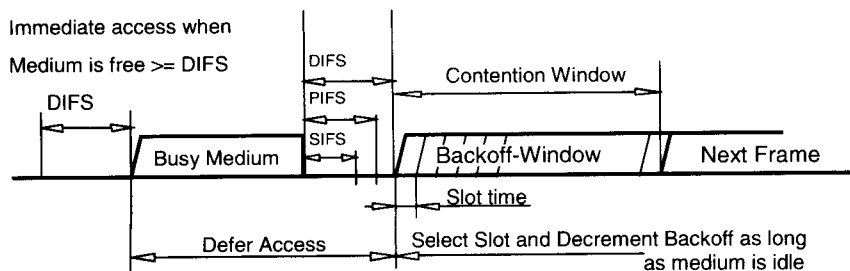 Immediate access when
Medium is free >= DIFS
DIFS
DIFS
PIFS
SIFS
Contention Window
Busy Medium
Backoff-Window
Next Frame
Slot time
Defer Access
Select Slot and Decrement Backoff as long
as medium is idle